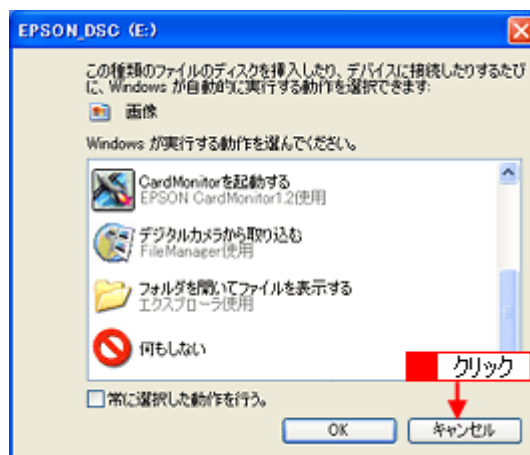 EPSON_DSC (E:)
この種類のファイルのディスクを挿入したり、デバイスに接続したりするたび
に、Windows が自動的に実行する動作を選択できます:
画像
Windows が実行する動作を選んでください。
CardMonitorを起動する
EPSON CardMonitor1.2使用
デジタルカメラから取り込む
FileManager使用
フォルダを開いてファイルを表示する
エクスプローラ使用
何もしない
クリック
常に選択した動作を行う。
OK
キャンセル